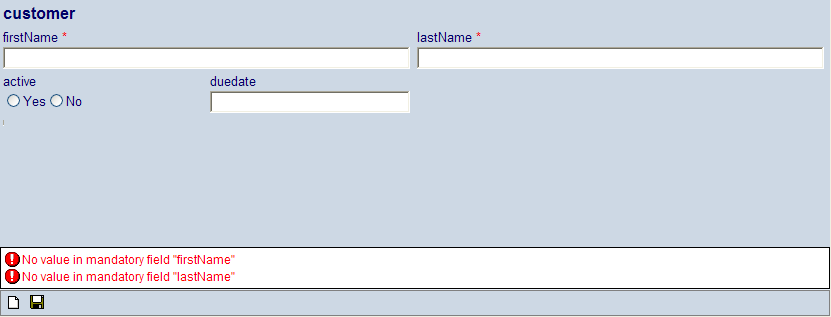 customer
firstName * lastName *
active duedate
Yes No
No value in mandatory field "firstName"
No value in mandatory field "lastName"